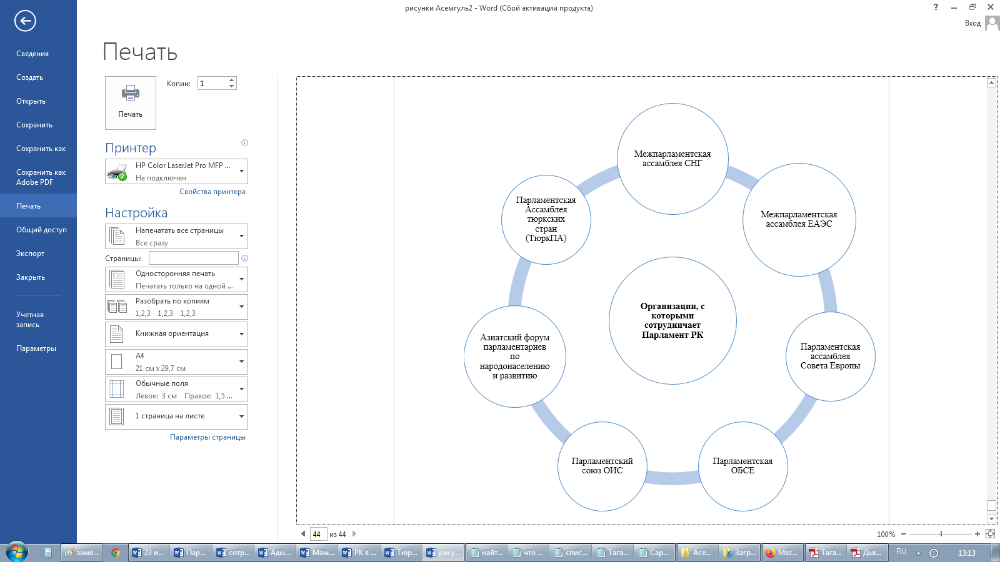 рисунки Асемгуль2 - Word (Сбой активации продукта)
?
Вход
Сведения
Создать
Открыть
Сохранить
Сохранить как
Сохранить как
Adobe PDF
Печать
Общий доступ
Экспорт
Закрыть
Учетная
запись
Параметры
Печать
Печать
Копии: 1
Принтер
HP Color LaserJet Pro MFP ...
Не подключен
Свойства принтера
Настройка
Напечатать все страницы
Все сразу
Страницы:
Односторонняя печать
Печатать только на одной ...
Разобрать по копиям
1,2,3 1,2,3 1,2,3
Книжная ориентация
A4
21 см x 29,7 см
Обычные поля
Левое: 3 см Правое: 1,5 ...
1 страница на листе
Параметры страницы
Межпарламентская
ассамблея СНГ
Межпарламентская
ассамблея ЕАЭС
Парламентская
ассамблея
Совета Европы
Парламентская
ОБСЕ
Парламентский
союз ОИС
Азиатский форум
парламентариев
по
народонаселению
и развитию
Парламентская
Ассамблея
тюркских
стран
(ТюркПА)
Организации, с
которыми
сотрудничает
Парламент РК
44 из 44
100%
заме...
23 и...
Пар...
сотр...
Ады...
Мам...
РК в ...
Тюр...
рису...
найт...
что ...
спис...
Тага...
Сар...
Асе...
Загр...
Maz...
Тага...
Дья...
RU
13:13